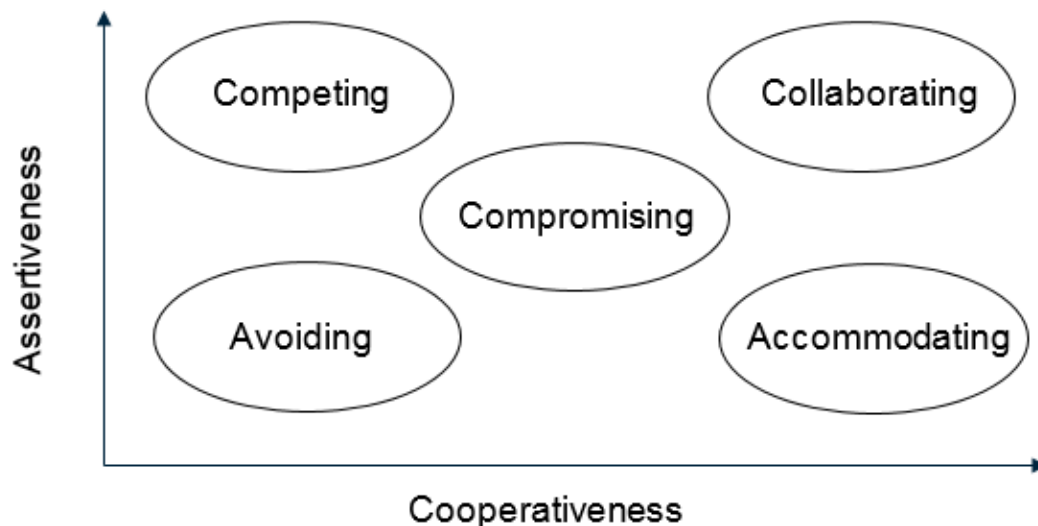 Competing
Collaborating
Compromising
Avoiding
Accommodating
Assertiveness
Cooperativeness